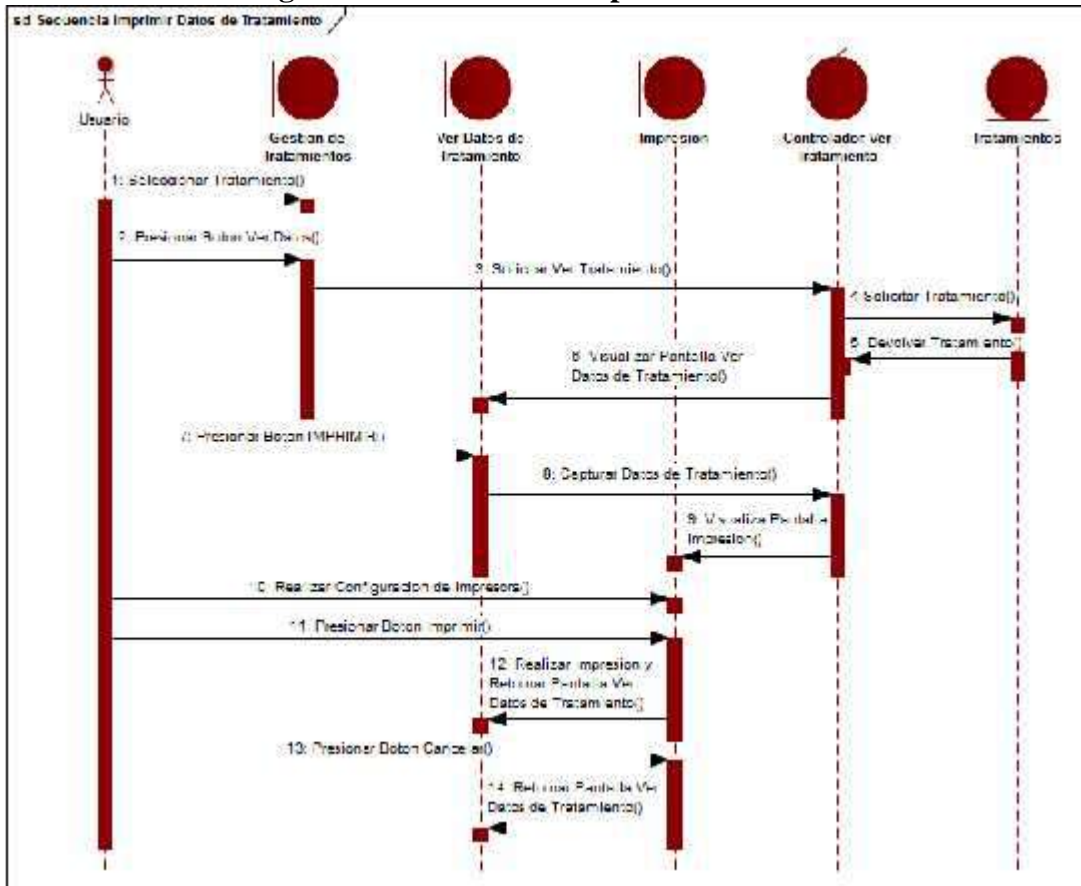 sd Secuencia Imprimir Datos de Tratamiento
Usuario
Gestion de
Tratamientos
Ver Datos de
Tratamiento
Impresion
Controlador Ver
Tratamiento
Tratamientos
1: Seleccionar Tratamiento()
2: Presionar Boton Ver Datos()
3: Solicitar Ver Tratamiento()
4 Solicitar Tratamiento()
5: Devolver Tratamiento()
6: Visualizar Pantalla Ver
Datos de Tratamiento()
7: Presionar Boton IMPRIMIR()
8: Capturar Datos de Tratamiento()
9: Visualiza Pantalla
Impresion()
10: Realizar Configuracion de Impresora()
11: Presionar Boton Imprimir()
12: Realizar Impresion y
Retornar Pantalla Ver
Datos de Tratamiento()
13: Presionar Boton Cancelar()
14: Retornar Pantalla Ver
Datos de Tratamiento()